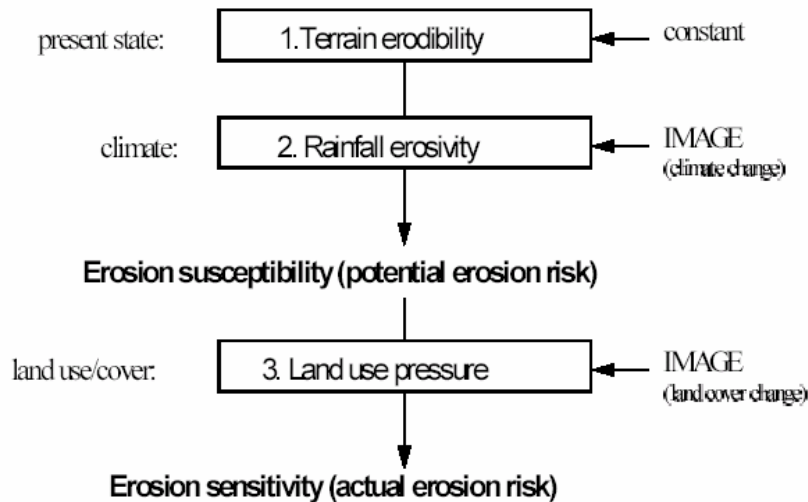 present state:
1.Terrain erodibility
constant
climate:
2. Rainfall erosivity
IMAGE
(climate change)
Erosion susceptibility (potential erosion risk)
land use/cover:
3. Land use pressure
IMAGE
(land cover change)
Erosion sensitivity (actual erosion risk)